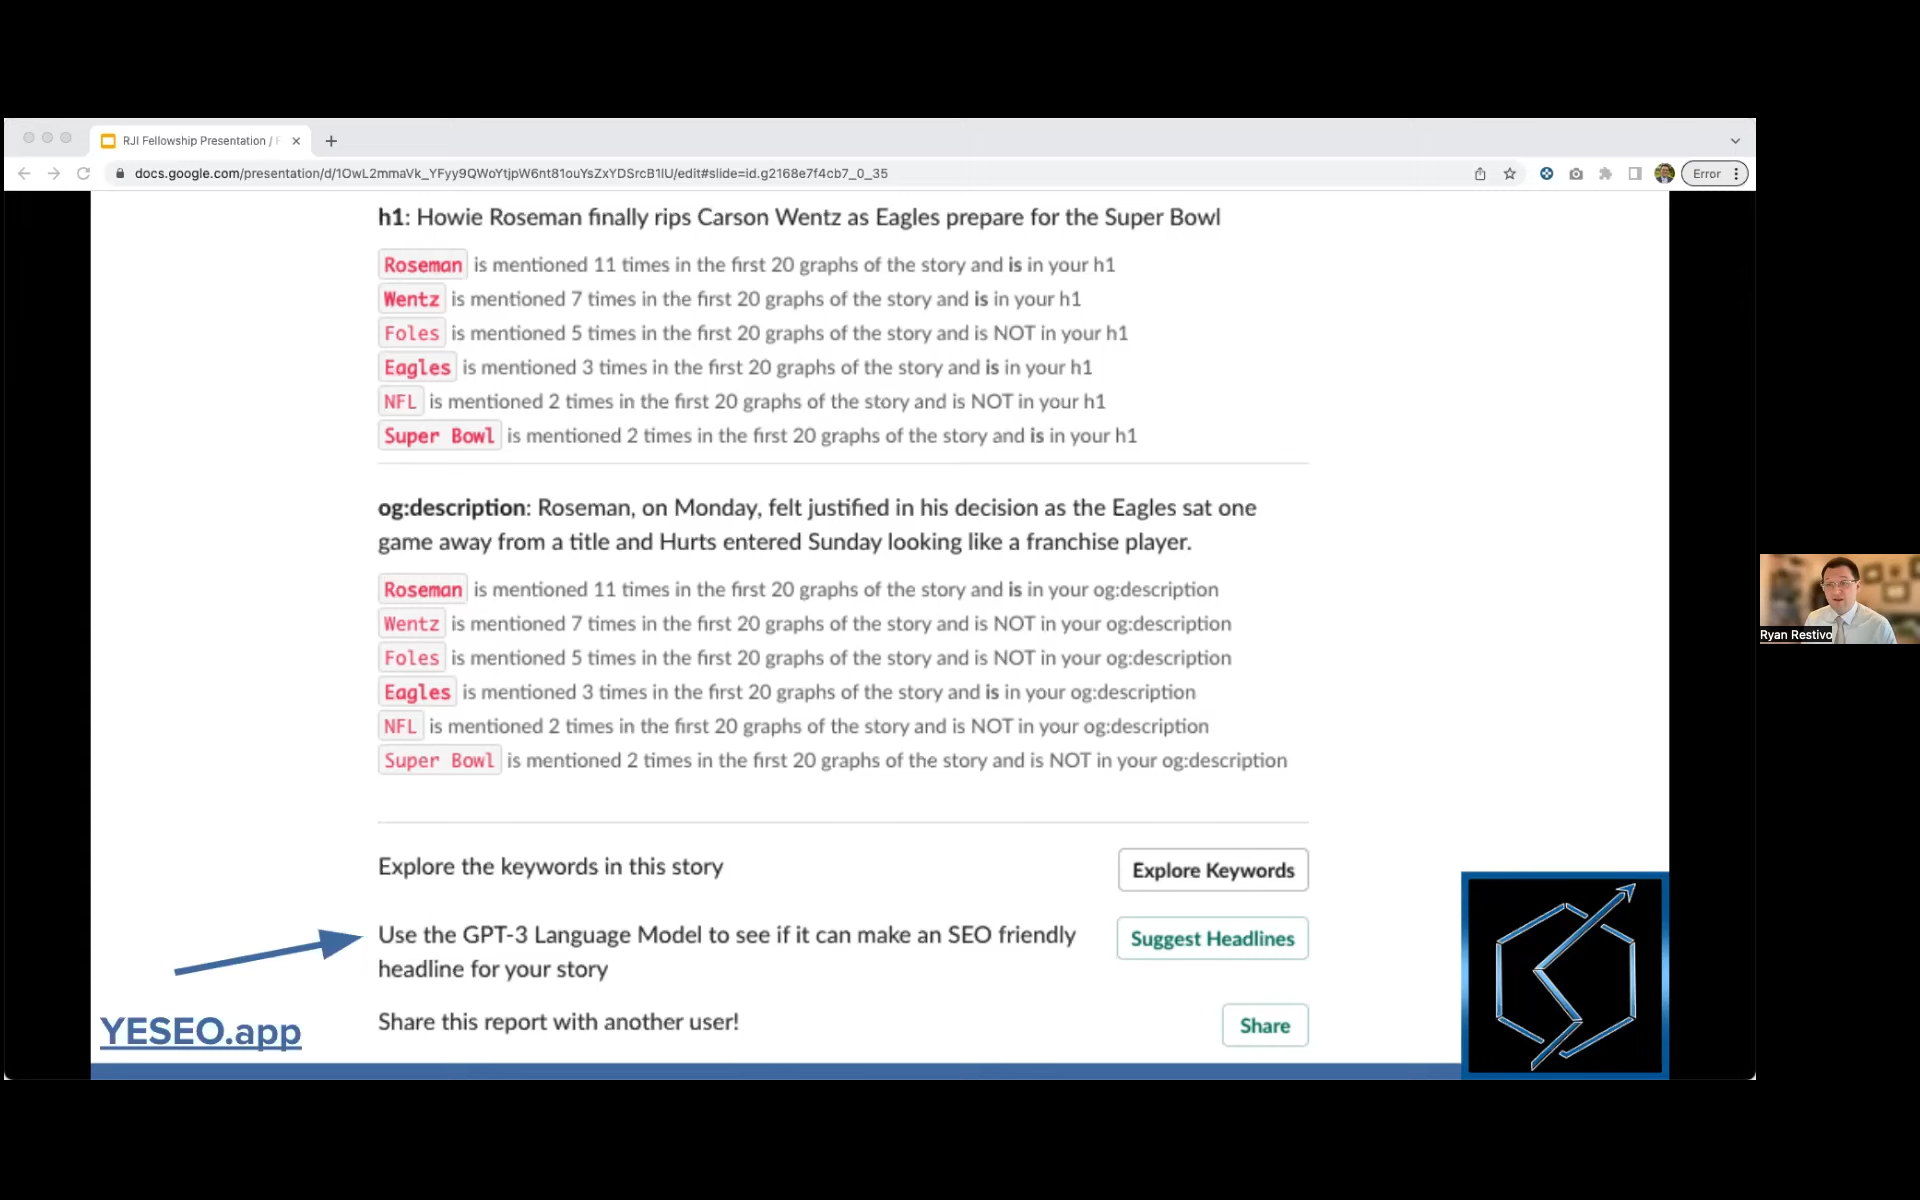 RJI Fellowship Presentation / F
docs.google.com/presentation/d/1OwL2mmaVk_YFyy9QWoYtjpW6nt81ouYsZxYDSrcB1IU/edit#slide=id.g2168e7f4cb7_0_35
Error
h1: Howie Roseman finally rips Carson Wentz as Eagles prepare for the Super Bowl
Roseman is mentioned 11 times in the first 20 graphs of the story and is in your h1
Wentz is mentioned 7 times in the first 20 graphs of the story and is in your h1
Foles is mentioned 5 times in the first 20 graphs of the story and is NOT in your h1
Eagles is mentioned 3 times in the first 20 graphs of the story and is in your h1
NFL is mentioned 2 times in the first 20 graphs of the story and is NOT in your h1
Super Bowl is mentioned 2 times in the first 20 graphs of the story and is in your h1
og:description: Roseman, on Monday, felt justified in his decision as the Eagles sat one
game away from a title and Hurts entered Sunday looking like a franchise player.
Roseman is mentioned 11 times in the first 20 graphs of the story and is in your og:description
Wentz is mentioned 7 times in the first 20 graphs of the story and is NOT in your og:description
Foles is mentioned 5 times in the first 20 graphs of the story and is NOT in your og:description
Eagles is mentioned 3 times in the first 20 graphs of the story and is in your og:description
NFL is mentioned 2 times in the first 20 graphs of the story and is NOT in your og:description
Super Bowl is mentioned 2 times in the first 20 graphs of the story and is NOT in your og:description
Explore the keywords in this story
Explore Keywords
Use the GPT-3 Language Model to see if it can make an SEO friendly
headline for your story
Suggest Headlines
Share this report with another user!
Share
YESEO.app
Ryan Restivo